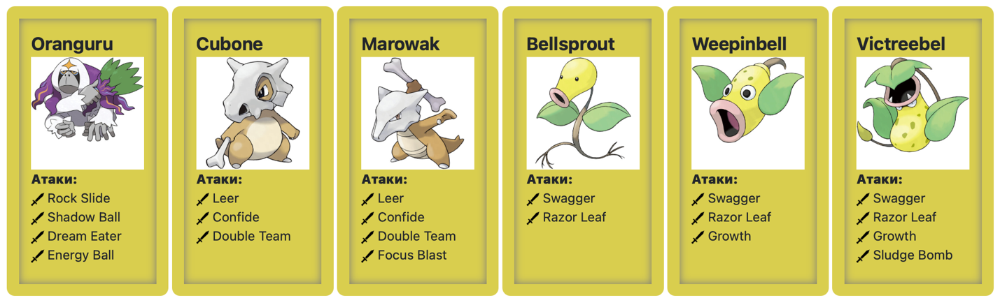 Oranguru
Атаки:
Rock Slide
Shadow Ball
Dream Eater
Energy Ball
Cubone
Атаки:
Leer
Confide
Double Team
Marowak
Атаки:
Leer
Confide
Double Team
Focus Blast
Bellsprout
Атаки:
Swagger
Razor Leaf
Weepinbell
Атаки:
Swagger
Razor Leaf
Growth
Victreebel
Атаки:
Swagger
Razor Leaf
Growth
Sludge Bomb